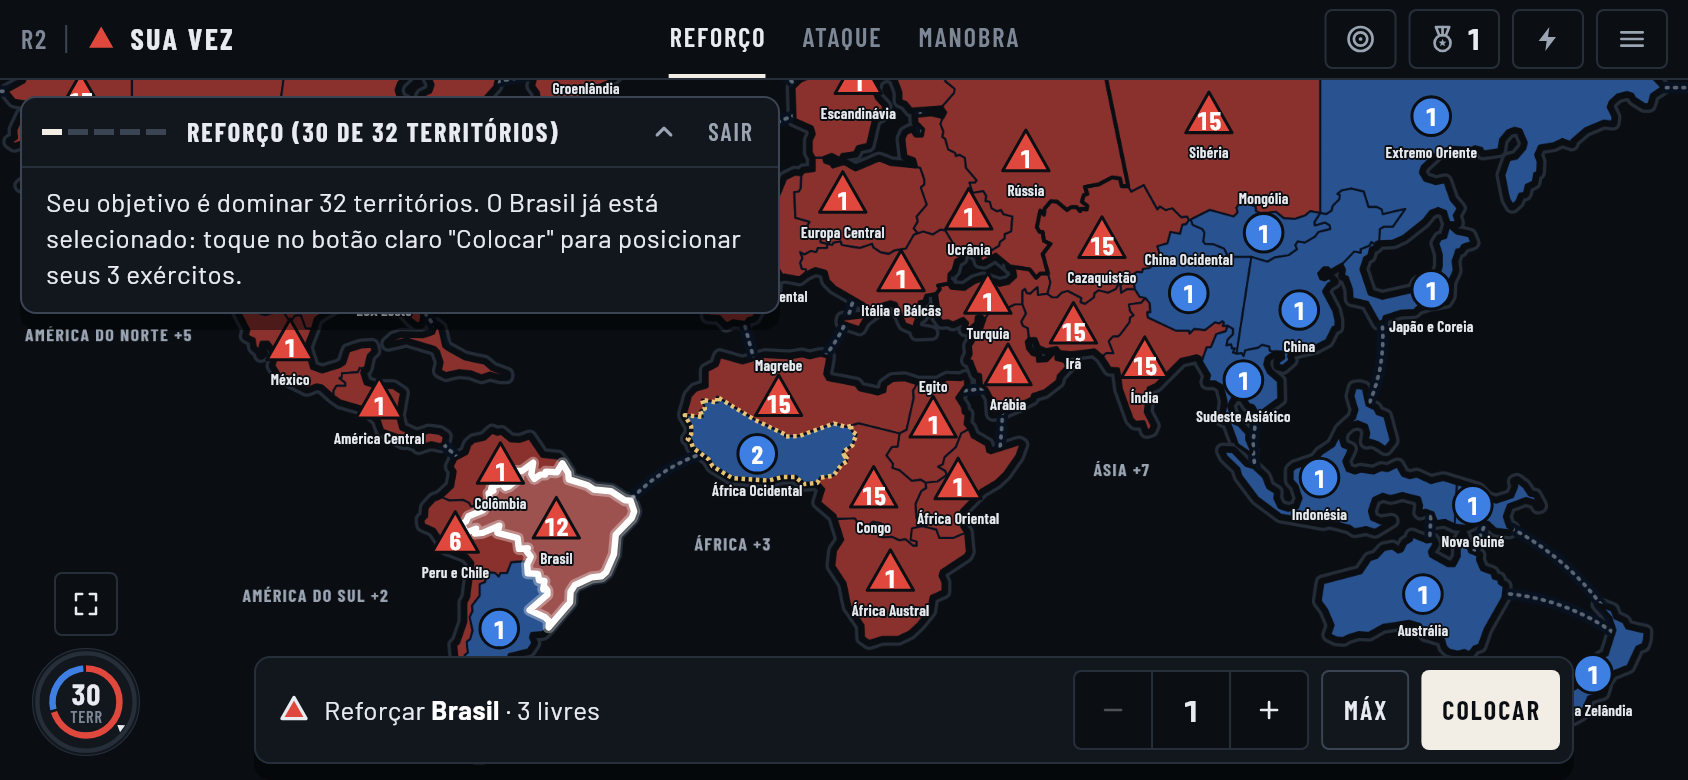 R2 SUA VEZ
REFORÇO ATAQUE MANOBRA
1
Groenlândia
REFORÇO (30 DE 32 TERRITÓRIOS)
SAIR
Seu objetivo é dominar 32 territórios. O Brasil já está
selecionado: toque no botão claro "Colocar" para posicionar
seus 3 exércitos.
1
Escandinávia
1
Rússia
15
Sibéria
1
Extremo Oriente
1
Europa Central
1
Ucrânia
15
Cazaquistão
Mongólia
1
China Ocidental
1
1
Itália e Bálcãs
1
Turquia
15
Irã
15
Índia
1
China
1
Japão e Coreia
ental
AMÉRICA DO NORTE +5
1
México
1
América Central
Magrebe
15
Egito
1
1
Arábia
1
Sudeste Asiático
2
África Ocidental
ÁSIA +7
1
Colômbia
12
Brasil
6
Peru e Chile
15
Congo
1
África Oriental
1
Indonésia
1
Nova Guiné
ÁFRICA +3
AMÉRICA DO SUL +2
1
África Austral
1
Austrália
1
1
a Zelândia
30
TERR
Reforçar Brasil · 3 livres
− 1 +
MÁX
COLOCAR